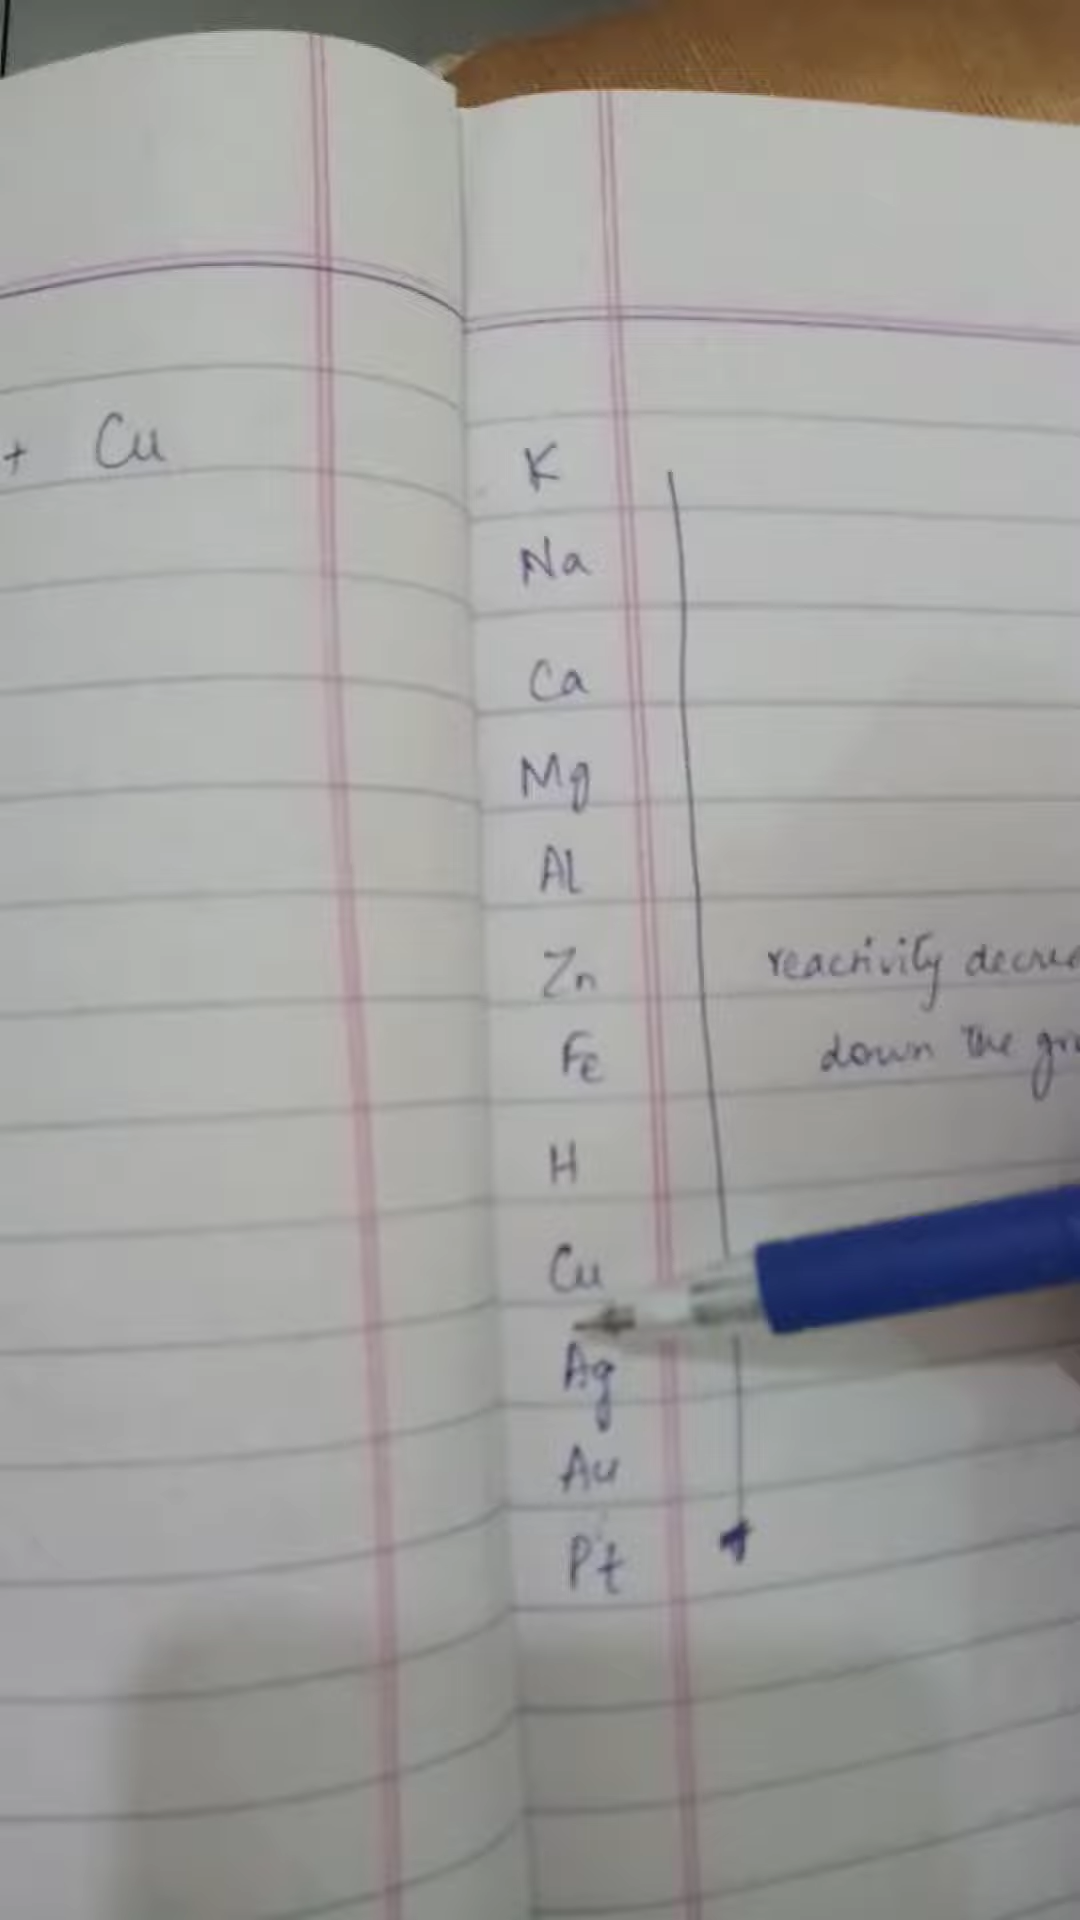 + Cu
K
Na
Ca
Mg
Al
Zn
reactivity
Fe
down the
H
Cu
Ag
Au
Pt